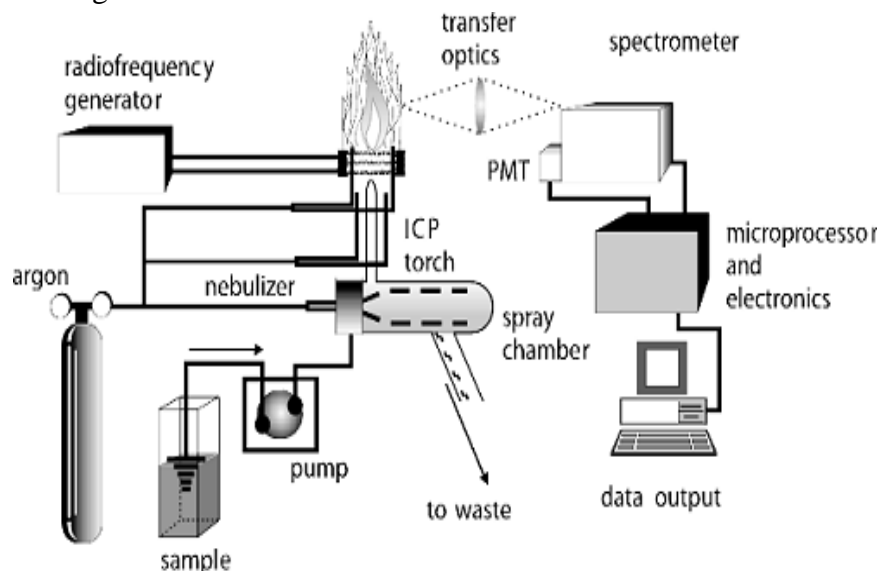 transfer
optics
spectrometer
radiofrequency
generator
PMT
ICP
torch
microprocessor
and
electronics
argon
nebulizer
spray
chamber
pump
to waste
data output
sample